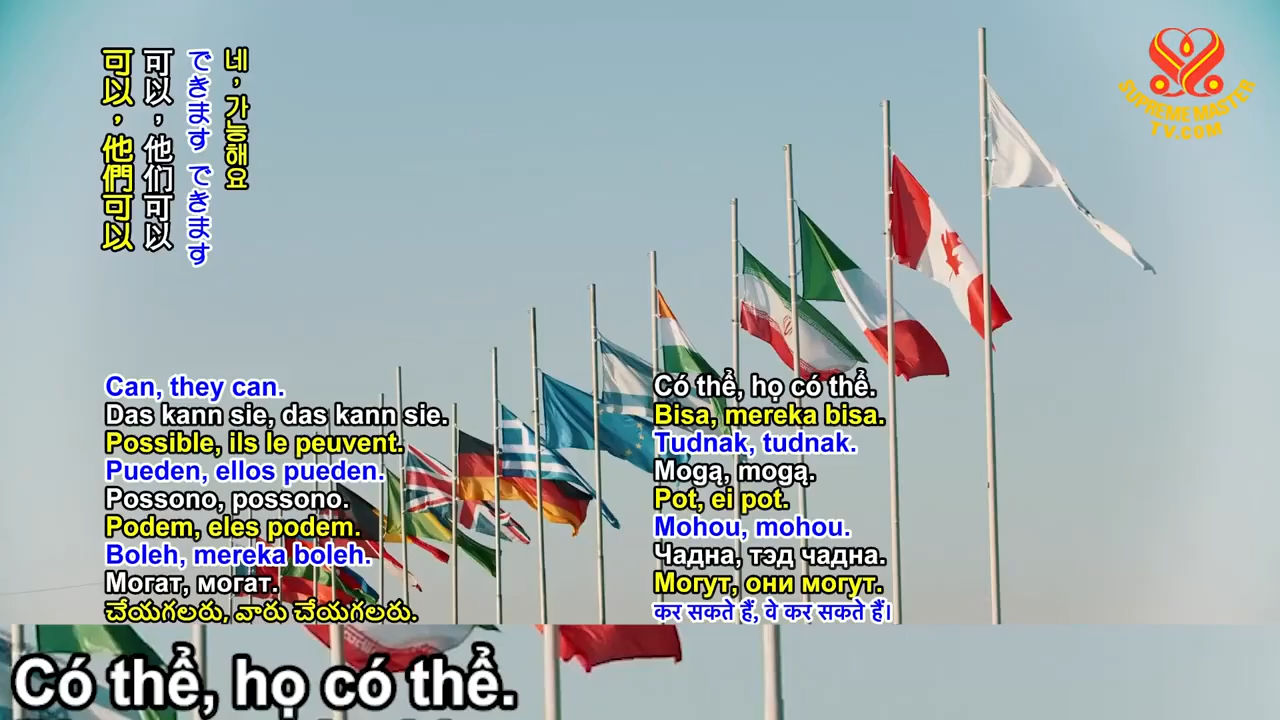 可以，他們可以
可以，他们可以
できます できます
네，가능해요
SUPREME MASTER
TV.COM
Can, they can.
Das kann sie, das kann sie.
Possible, ils le peuvent.
Pueden, ellos pueden.
Possono, possono.
Podem, eles podem.
Boleh, mereka boleh.
Могат, могат.
చేయగలరు, వారు చేయగలరు.
Có thể, họ có thể.
Bisa, mereka bisa.
Tudnak, tudnak.
Mogą, mogą.
Pot, ei pot.
Mohou, mohou.
Чадна, тэд чадна.
Могут, они могут.
कर सकते हैं, वे कर सकते हैं।
Có thể, họ có thể.